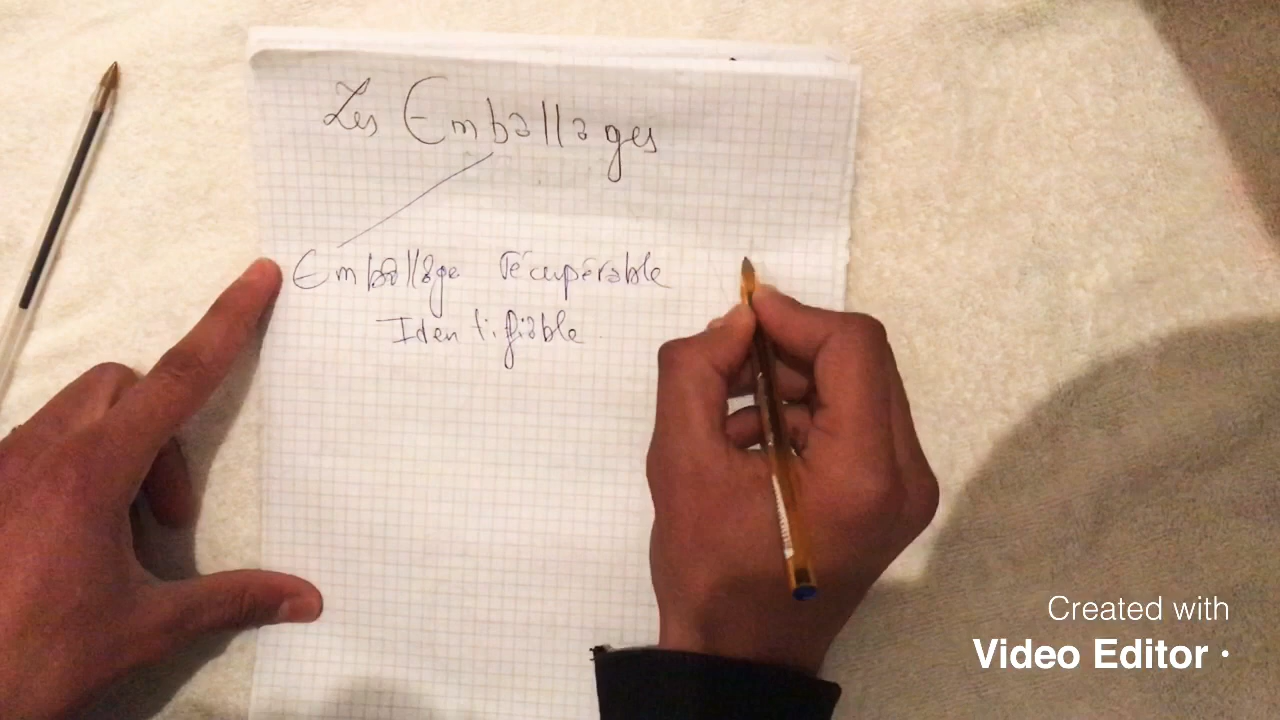 Les Emballages
Emballage récupérable
Identifiable
Created with
Video Editor